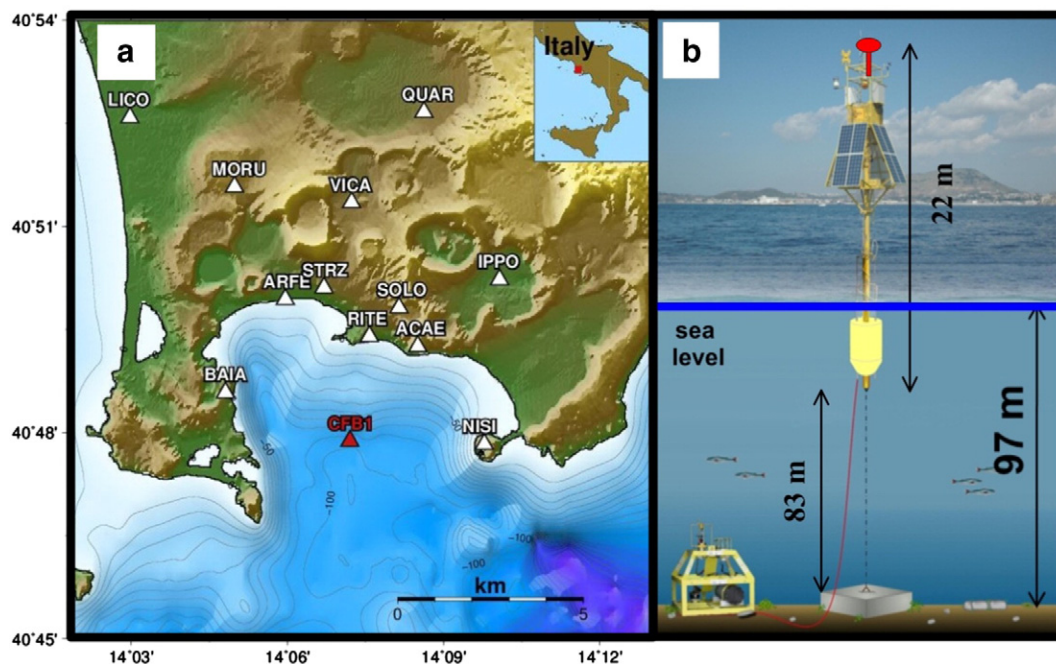 40°54'
a
Italy
b
LICO
QUAR
MORU
VICA
40°51'
IPPO
STRZ
ARFE
SOLO
RITE
ACAE
BAIA
40°48'
CFB1
NISI
-50
-100
-100
-100
km
0
5
40°45'
14°03'
14°06'
14°09'
14°12'
22 m
sea
level
83 m
97 m